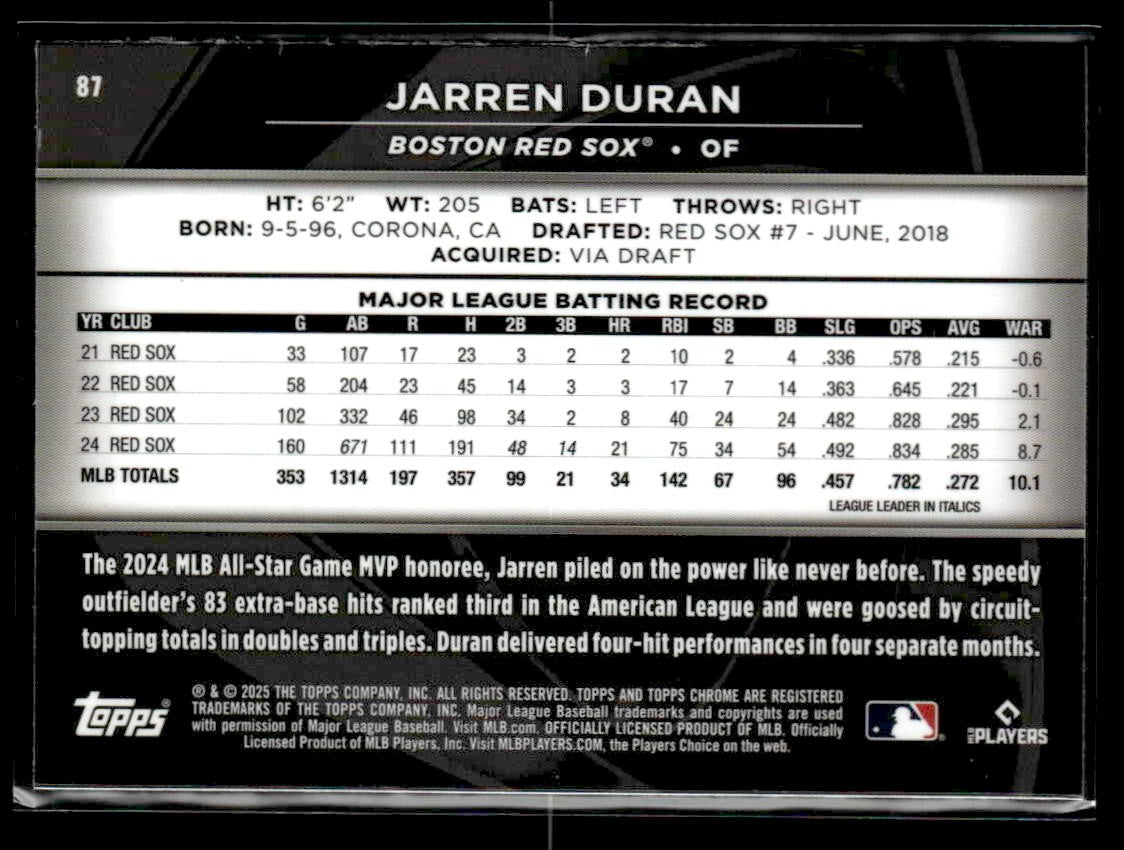 87
JARREN DURAN
BOSTON RED SOX® • OF
HT: 6'2" WT: 205 BATS: LEFT THROWS: RIGHT
BORN: 9-5-96, CORONA, CA DRAFTED: RED SOX #7 - JUNE, 2018
ACQUIRED: VIA DRAFT
MAJOR LEAGUE BATTING RECORD
YR CLUB G AB R H 2B 3B HR RBI SB BB SLG OPS AVG WAR
21 RED SOX 33 107 17 23 3 2 2 10 2 4 .336 .578 .215 -0.6
22 RED SOX 58 204 23 45 14 3 3 17 7 14 .363 .645 .221 -0.1
23 RED SOX 102 332 46 98 34 2 8 40 24 24 .482 .828 .295 2.1
24 RED SOX 160 671 111 191 48 14 21 75 34 54 .492 .834 .285 8.7
MLB TOTALS 353 1314 197 357 99 21 34 142 67 96 .457 .782 .272 10.1
LEAGUE LEADER IN ITALICS
The 2024 MLB All-Star Game MVP honoree, Jarren piled on the power like never before. The speedy
outfielder's 83 extra-base hits ranked third in the American League and were goosed by circuit-
topping totals in doubles and triples. Duran delivered four-hit performances in four separate months.
Topps®
® & © 2025 THE TOPPS COMPANY, INC. ALL RIGHTS RESERVED. TOPPS AND TOPPS CHROME ARE REGISTERED
TRADEMARKS OF THE TOPPS COMPANY, INC. Major League Baseball trademarks and copyrights are used
with permission of Major League Baseball. Visit MLB.com. OFFICIALLY LICENSED PRODUCT OF MLB. Officially
Licensed Product of MLB Players, Inc. Visit MLBPLAYERS.COM, the Players Choice on the web.
MLB PLAYERS